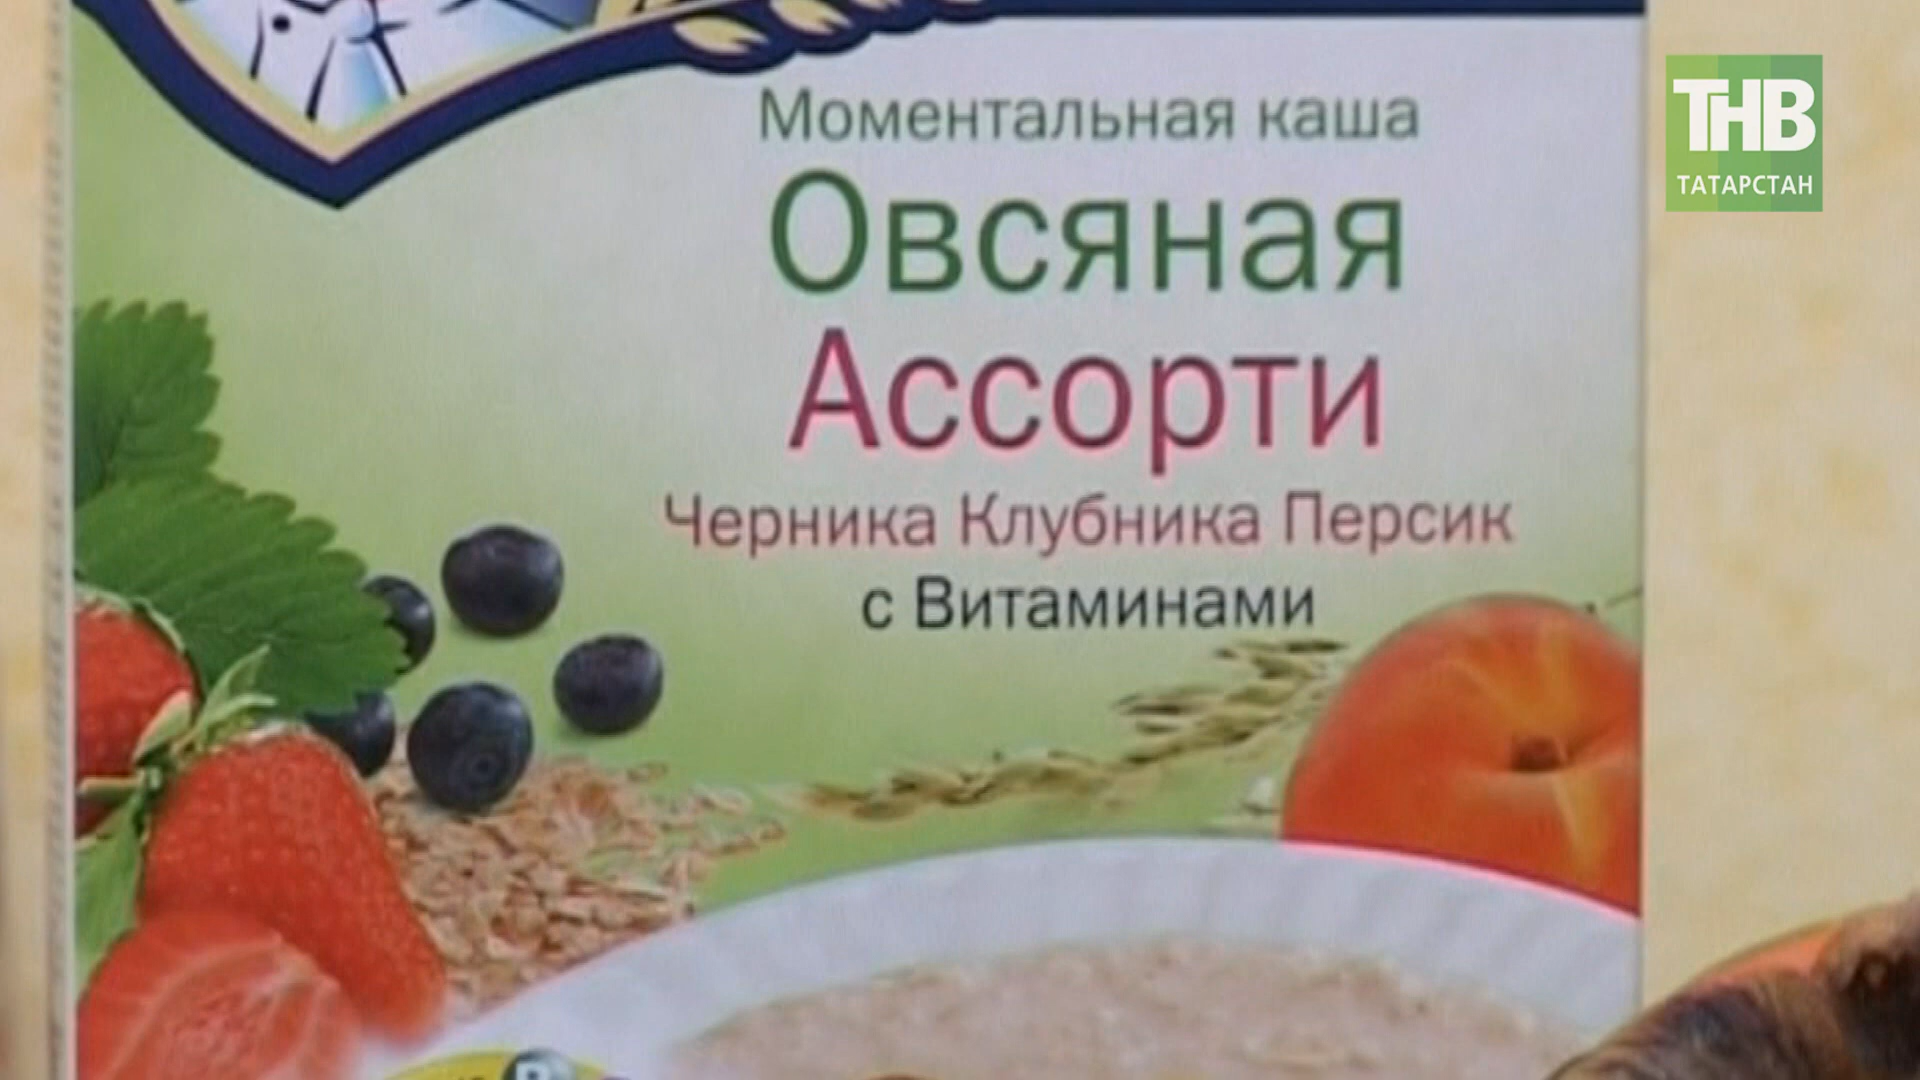 Моментальная каша
Овсяная
Ассорти
Черника Клубника Персик
с Витаминами
ТНВ
ТАТАРСТАН